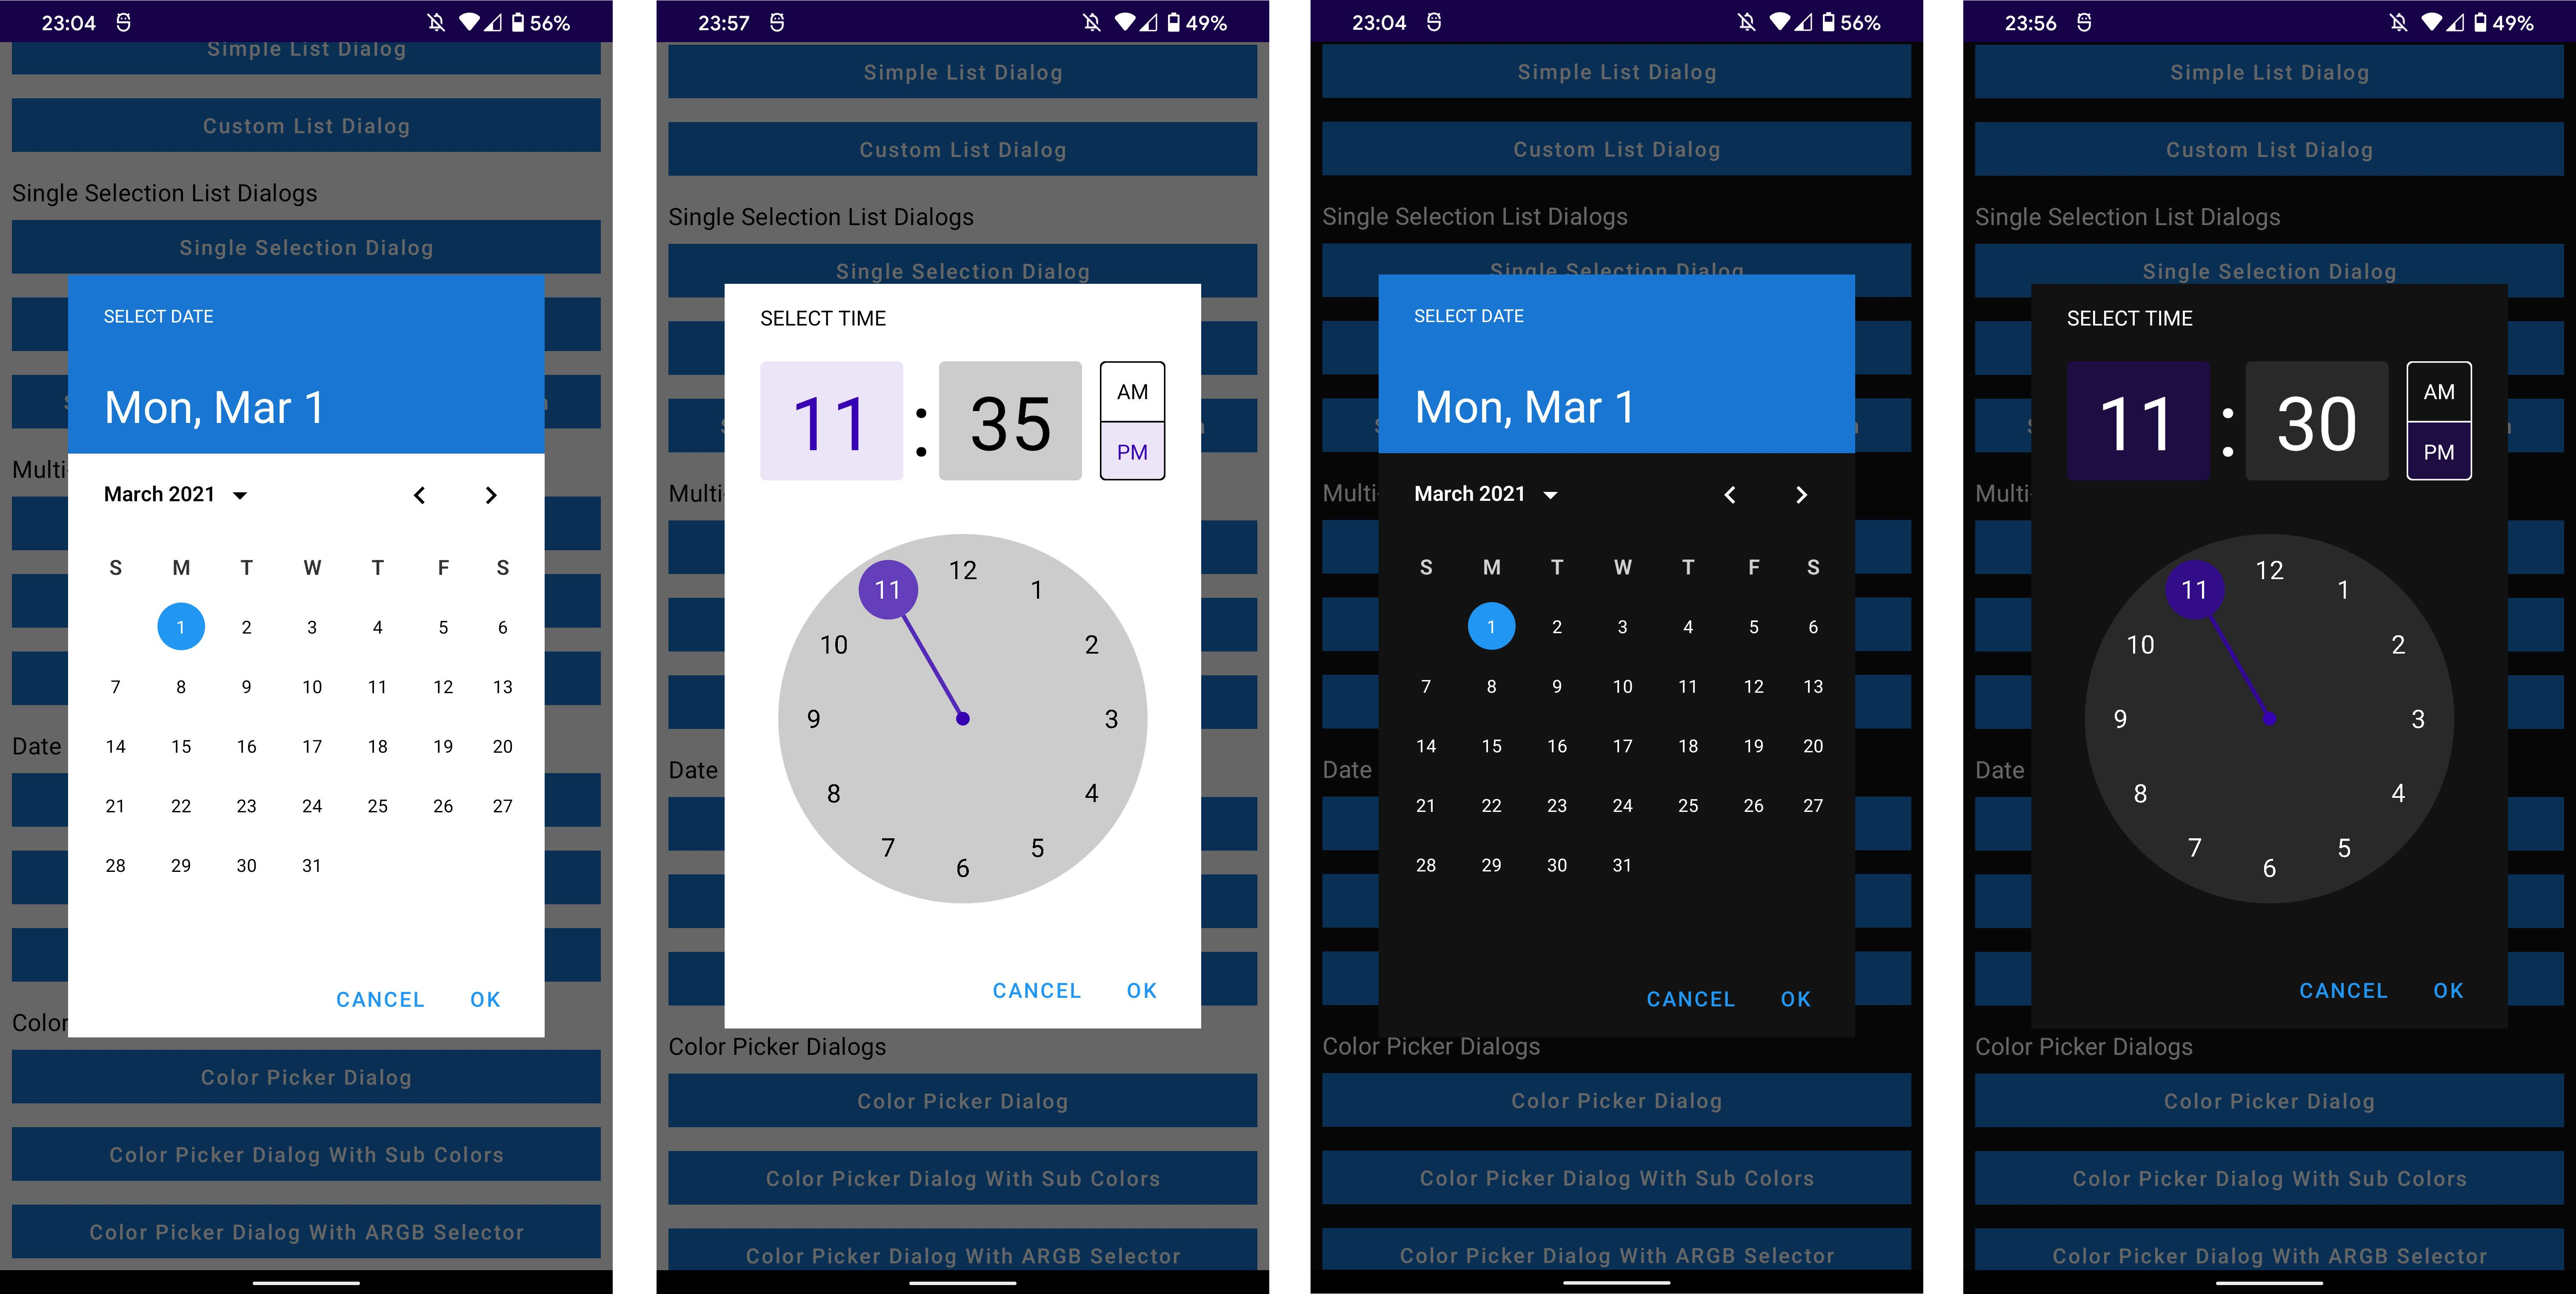 23:04 56%
Simple List Dialog
Custom List Dialog
Single Selection List Dialogs
Single Selection Dialog
SELECT DATE
Mon, Mar 1
Multi-
March 2021
S M T W T F S
1 2 3 4 5 6
7 8 9 10 11 12 13
14 15 16 17 18 19 20
21 22 23 24 25 26 27
28 29 30 31
Date
CANCEL OK
Color
Color Picker Dialog
Color Picker Dialog With Sub Colors
Color Picker Dialog With ARGB Selector
23:57 49%
Simple List Dialog
Custom List Dialog
Single Selection List Dialogs
Single Selection Dialog
SELECT TIME
11 : 35
AM
PM
Multi-
12
11 1
10 2
9 3
8 4
7 5
6
Date
CANCEL OK
Color Picker Dialogs
Color Picker Dialog
Color Picker Dialog With Sub Colors
Color Picker Dialog With ARGB Selector
23:04 56%
Simple List Dialog
Custom List Dialog
Single Selection List Dialogs
Single Selection Dialog
SELECT DATE
Mon, Mar 1
Multi-
March 2021
S M T W T F S
1 2 3 4 5 6
7 8 9 10 11 12 13
14 15 16 17 18 19 20
21 22 23 24 25 26 27
28 29 30 31
Date
CANCEL OK
Color Picker Dialogs
Color Picker Dialog
Color Picker Dialog With Sub Colors
Color Picker Dialog With ARGB Selector
23:56 49%
Simple List Dialog
Custom List Dialog
Single Selection List Dialogs
Single Selection Dialog
SELECT TIME
11 : 30
AM
PM
Multi-
12
11 1
10 2
9 3
8 4
7 5
6
Date
CANCEL OK
Color Picker Dialogs
Color Picker Dialog
Color Picker Dialog With Sub Colors
Color Picker Dialog With ARGB Selector